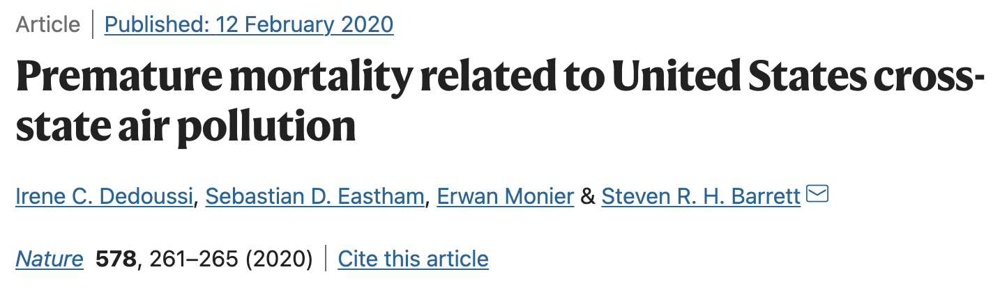 Article | Published: 12 February 2020
Premature mortality related to United States cross-
state air pollution
Irene C. Dedoussi, Sebastian D. Eastham, Erwan Monier & Steven R. H. Barrett
Nature 578, 261–265 (2020) | Cite this article